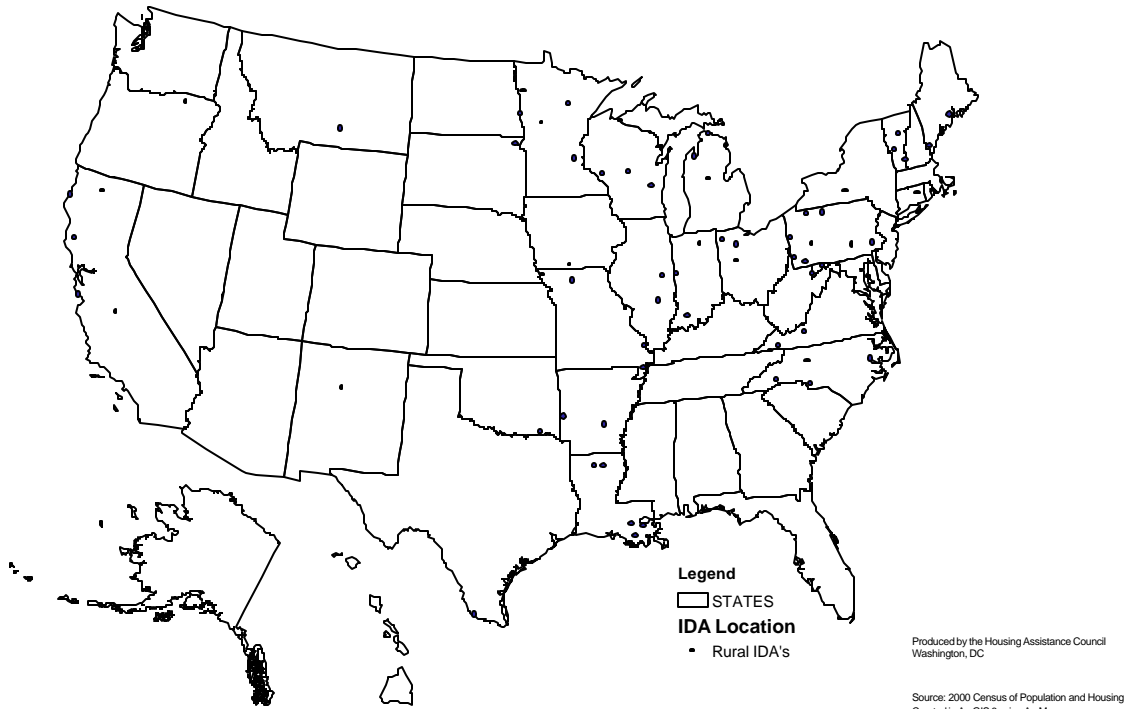 Legend
STATES
IDA Location
Rural IDA's
Produced by the Housing Assistance Council
Washington, DC
Source: 2000 Census of Population and Housing